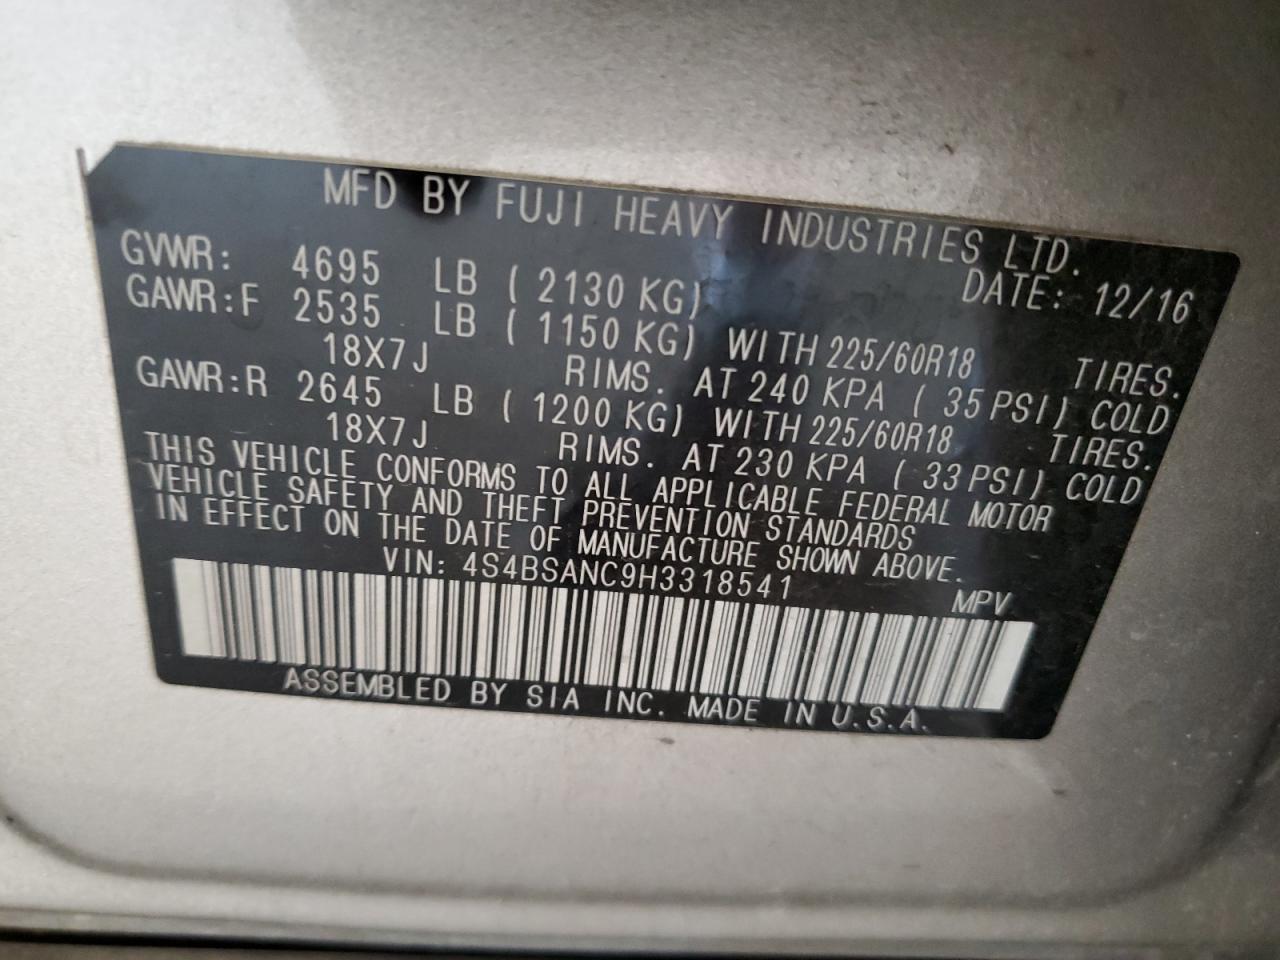 MFD BY FUJI HEAVY INDUSTRIES LTD.
DATE: 12/16
GVWR: 4695 LB ( 2130 KG)
GAWR:F 2535 LB ( 1150 KG) WITH 225/60R18 TIRES.
18X7J RIMS. AT 240 KPA ( 35PSI) COLD
GAWR:R 2645 LB ( 1200 KG) WITH 225/60R18 TIRES.
18X7J RIMS. AT 230 KPA ( 33PSI) COLD
THIS VEHICLE CONFORMS TO ALL APPLICABLE FEDERAL MOTOR
VEHICLE SAFETY AND THEFT PREVENTION STANDARDS
IN EFFECT ON THE DATE OF MANUFACTURE SHOWN ABOVE.
VIN: 4S4BSANC9H3318541 MPV
ASSEMBLED BY SIA INC. MADE IN U.S.A.